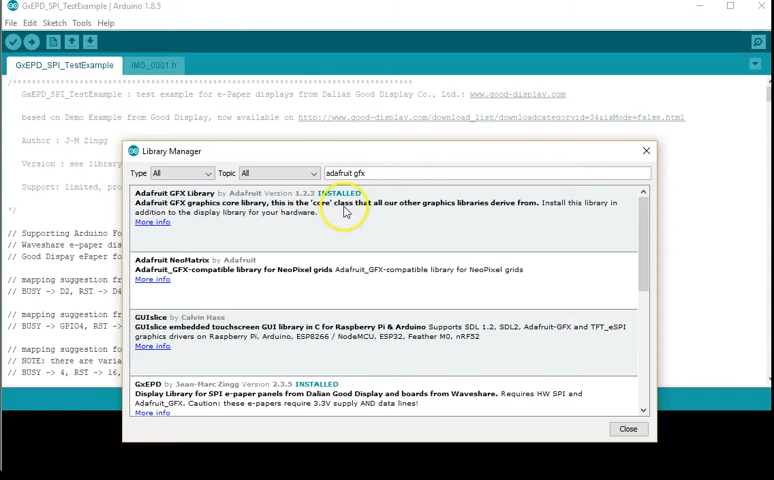 GxEPD_SPI_TestExample | Arduino 1.8.5
File Edit Sketch Tools Help
GxEPD_SPI_TestExample IMG_0001.h
/************************************************************************************
GxEPD_SPI_TestExample : test example for e-Paper displays from Dalian Good Display Co., Ltd.: www.good-display.com
based on Demo Example from Good Display, now available on http://www.good-display.com/download_list/downloadcategoryid=34&isMode=false.html
Author : J-M Zingg
Version : see library
Support: limited, pro
*/
// Supporting Arduino Fo
// Waveshare e-paper dis
// Good Dispay ePaper fo
// mapping suggestion fr
// BUSY -> D2, RST -> D4
// mapping suggestion fr
// BUSY -> GPIO4, RST ->
// mapping suggestion fo
// NOTE: there are varia
// BUSY -> 4, RST -> 16,
Library Manager
Type All Topic All adafruit gfx
Adafruit GFX Library by Adafruit Version 1.2.3 INSTALLED
Adafruit GFX graphics core library, this is the 'core' class that all our other graphics libraries derive from. Install this library in
addition to the display library for your hardware.
More info
Adafruit NeoMatrix by Adafruit
Adafruit_GFX-compatible library for NeoPixel grids Adafruit_GFX-compatible library for NeoPixel grids
More info
GUIslice by Calvin Hass
GUIslice embedded touchscreen GUI library in C for Raspberry Pi & Arduino Supports SDL 1.2, SDL2, Adafruit-GFX and TFT_eSPI
graphics drivers on Raspberry Pi, Arduino, ESP8266 / NodeMCU, ESP32, Feather M0, nRF52
More info
GxEPD by Jean-Marc Zingg Version 2.3.5 INSTALLED
Display Library for SPI e-paper panels from Dalian Good Display and boards from Waveshare. Requires HW SPI and
Adafruit_GFX. Caution: these e-papers require 3.3V supply AND data lines!
More info
Close